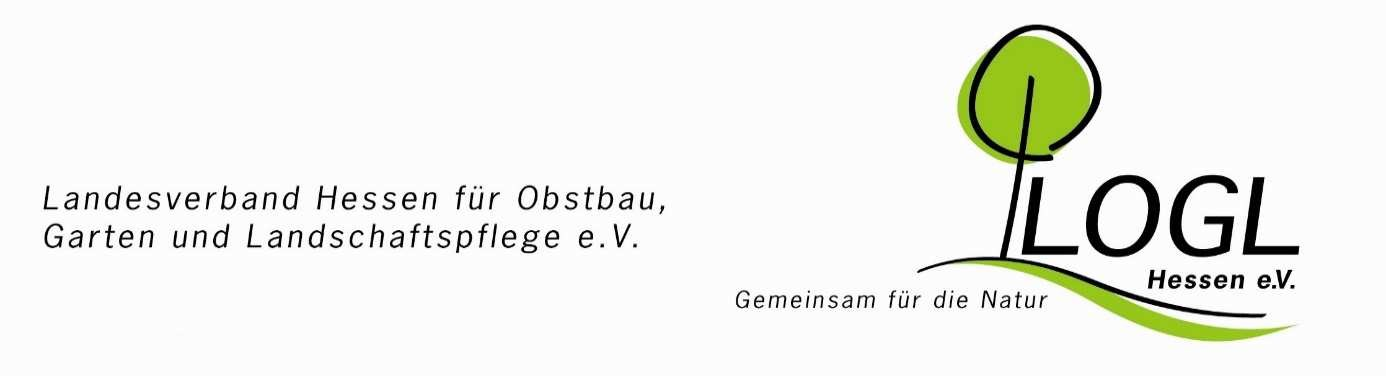 Landesverband Hessen für Obstbau,
Garten und Landschaftspflege e.V.
LOGL
Hessen e.V.
Gemeinsam für die Natur